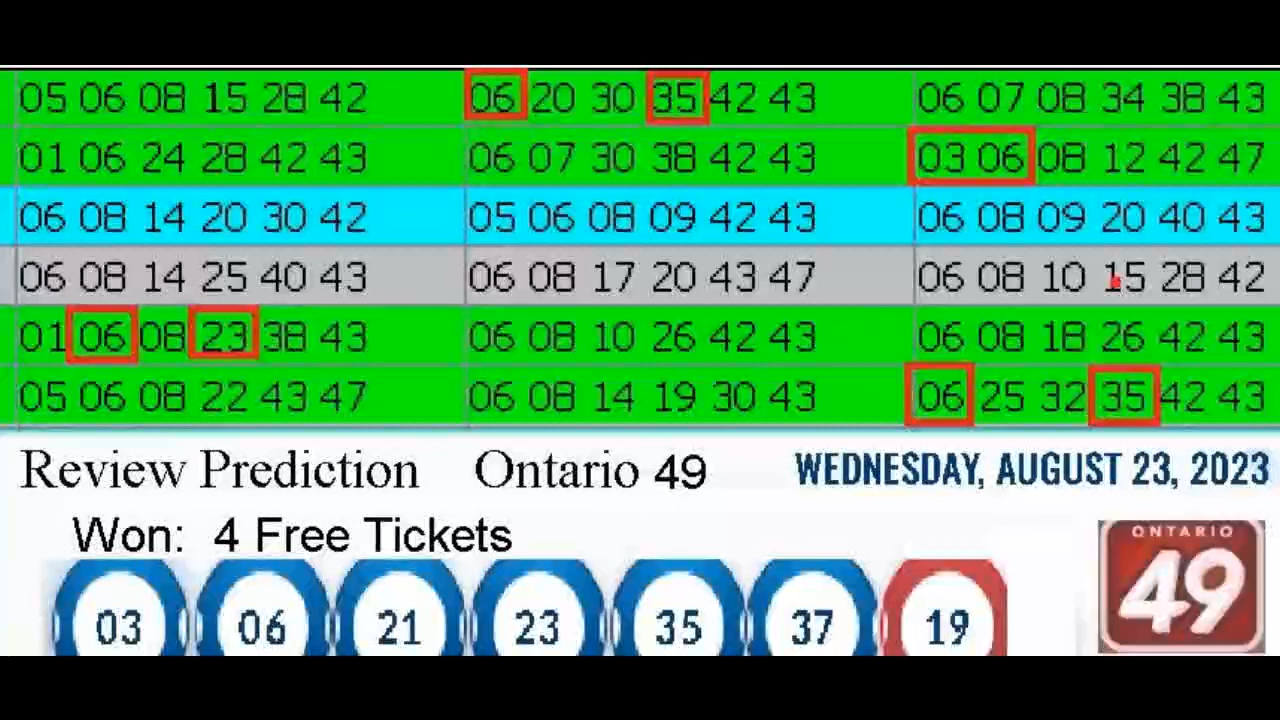 05 06 08 15 28 42 06 20 30 35 42 43 06 07 08 34 38 43
01 06 24 28 42 43 06 07 30 38 42 43 03 06 08 12 42 47
06 08 14 20 30 42 05 06 08 09 42 43 06 08 09 20 40 43
06 08 14 25 40 43 06 08 17 20 43 47 06 08 10 15 28 42
01 06 08 23 38 43 06 08 10 26 42 43 06 08 18 26 42 43
05 06 08 22 43 47 06 08 14 19 30 43 06 25 32 35 42 43
Review Prediction Ontario 49 WEDNESDAY, AUGUST 23, 2023
Won: 4 Free Tickets
ONTARIO
49
03 06 21 23 35 37 19